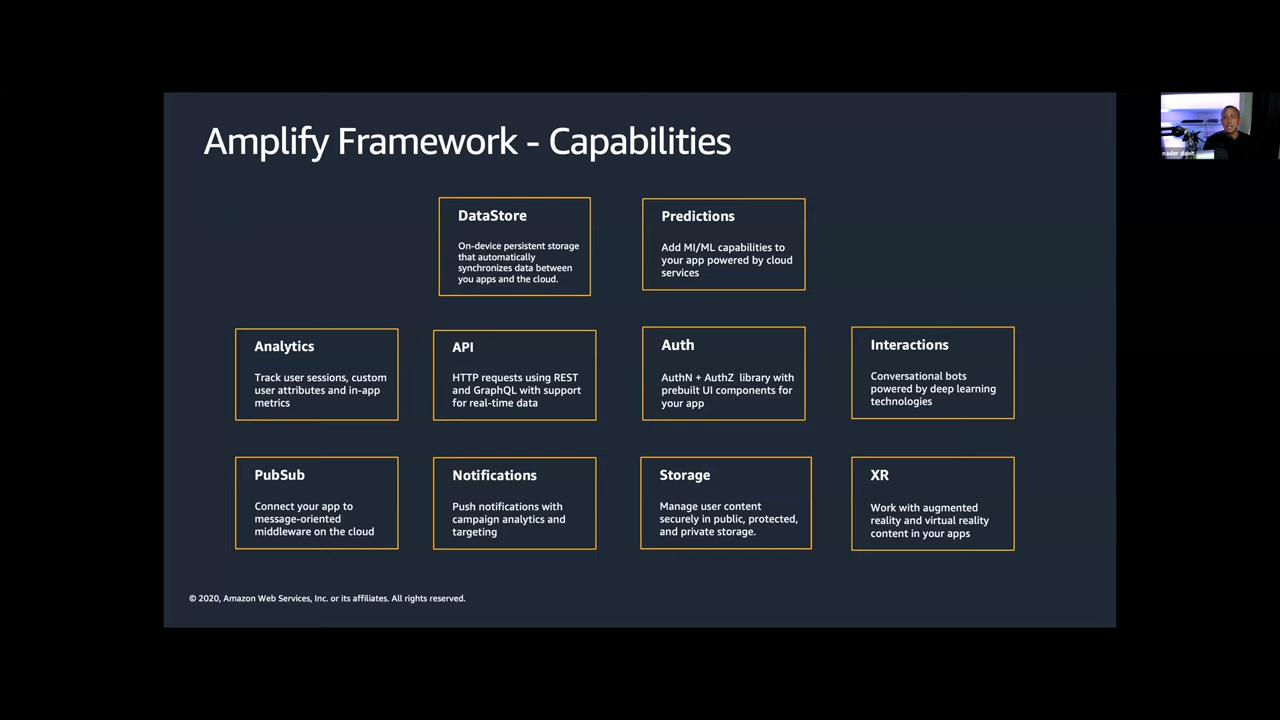 Amplify Framework - Capabilities
DataStore
On-device persistent storage
that automatically
synchronizes data between
you apps and the cloud.
Predictions
Add MI/ML capabilities to
your app powered by cloud
services
Analytics
Track user sessions, custom
user attributes and in-app
metrics
API
HTTP requests using REST
and GraphQL with support
for real-time data
Auth
AuthN + AuthZ library with
prebuilt UI components for
your app
Interactions
Conversational bots
powered by deep learning
technologies
PubSub
Connect your app to
message-oriented
middleware on the cloud
Notifications
Push notifications with
campaign analytics and
targeting
Storage
Manage user content
securely in public, protected,
and private storage.
XR
Work with augmented
reality and virtual reality
content in your apps
© 2020, Amazon Web Services, Inc. or its affiliates. All rights reserved.
nader dabit